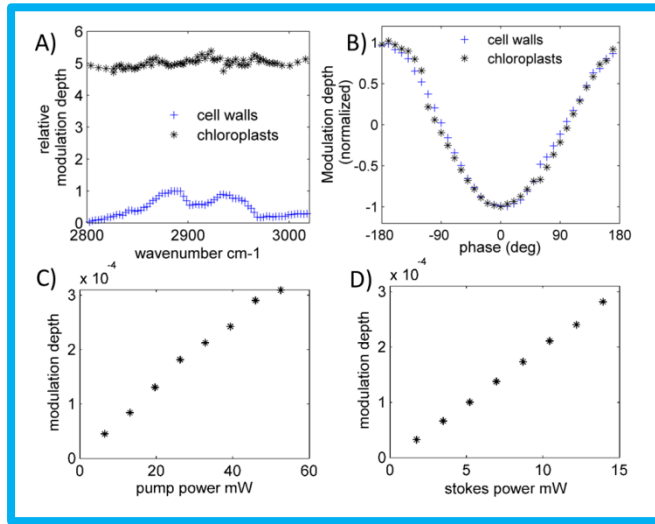 A)
6
5
4
3
2
1
0
relative
modulation depth
cell walls
chloroplasts
2800 2900 3000
wavenumber cm-1
B)
1
0.5
0
-0.5
-1
Modulation depth
(normalized)
cell walls
chloroplasts
-180 -90 0 90 180
phase (deg)
C)
x 10^-4
3
2
1
0
modulation depth
0 20 40 60
pump power mW
D)
x 10^-4
3
2
1
0
modulation depth
0 5 10 15
stokes power mW